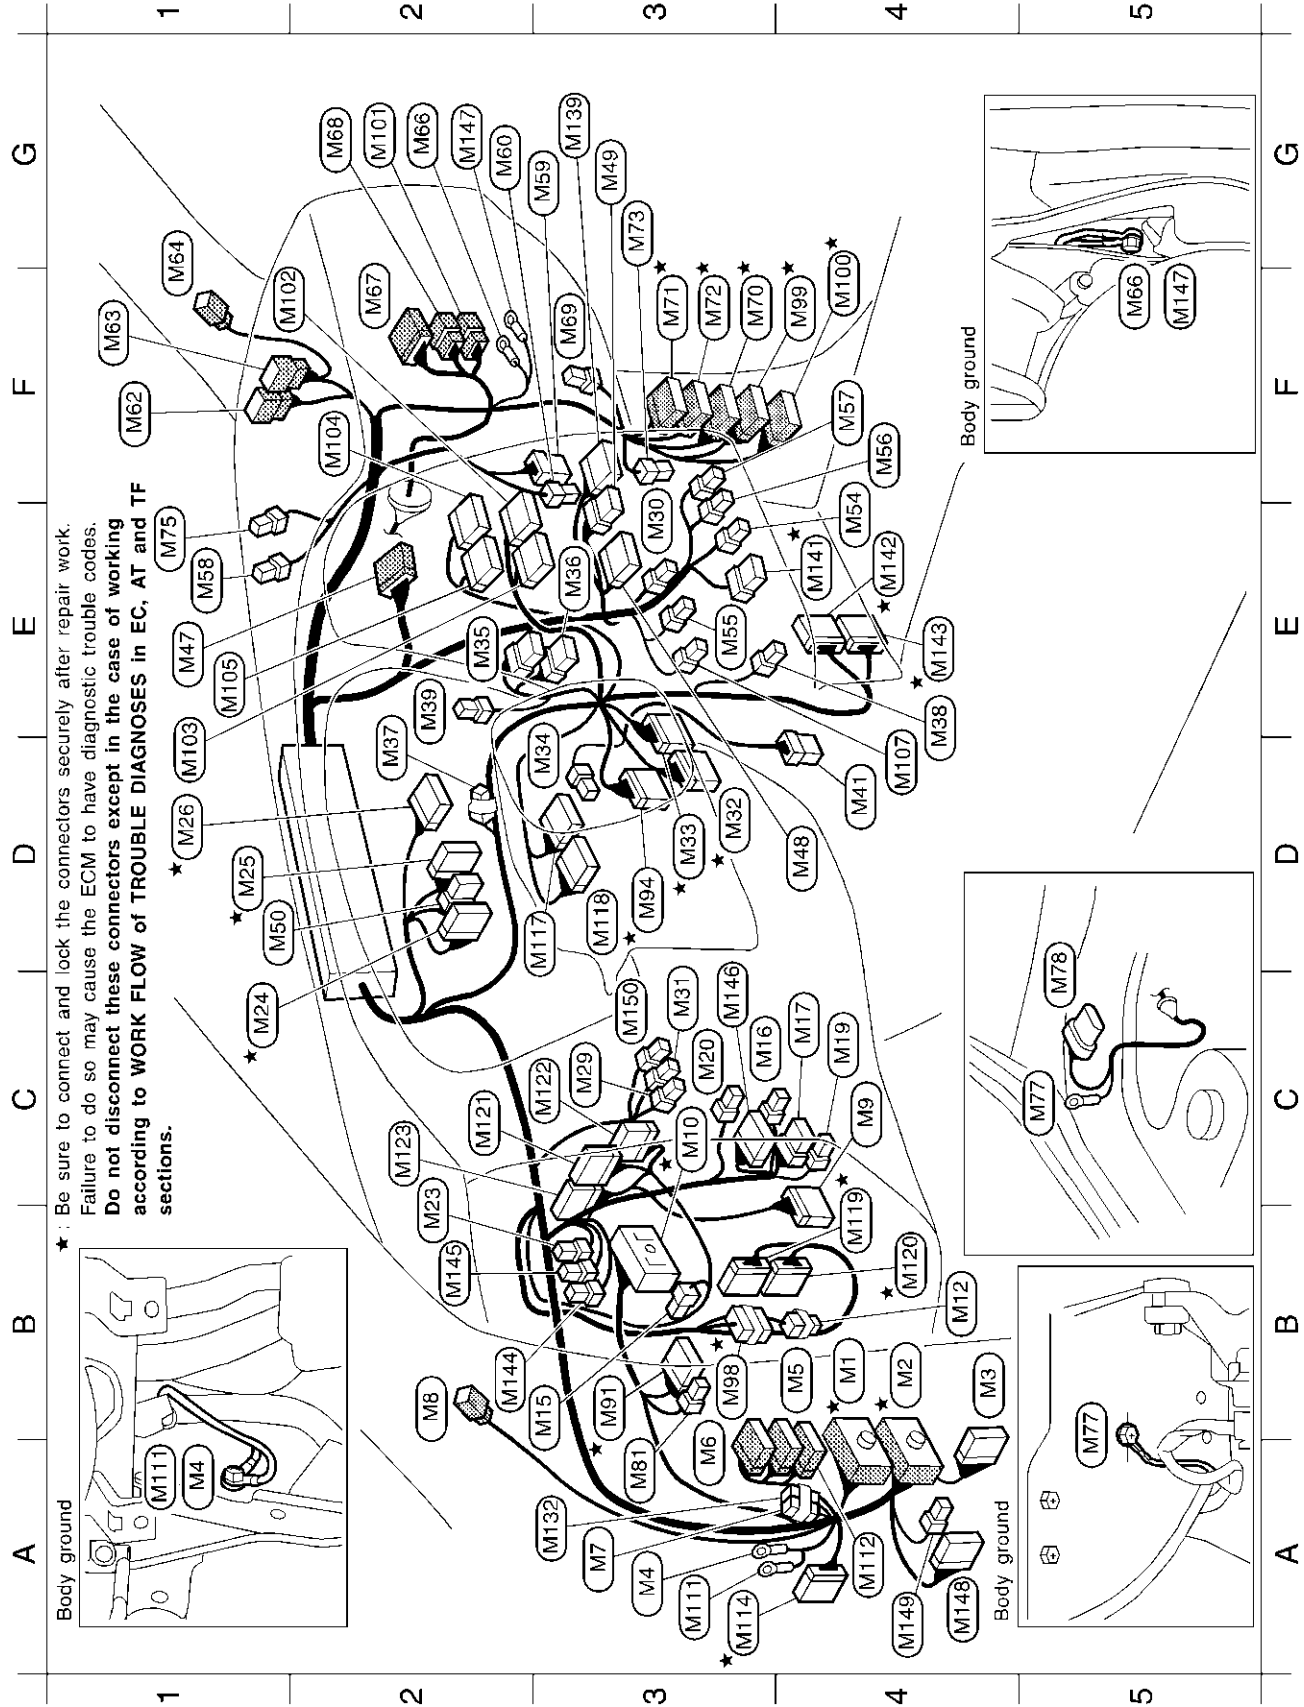 ★ : Be sure to connect and lock the connectors securely after repair work.
Failure to do so may cause the ECM to have diagnostic trouble codes.
Do not disconnect these connectors except in the case of working
according to WORK FLOW of TROUBLE DIAGNOSES in EC, AT and TF
sections.
A
B
C
D
E
F
G
1
2
3
4
5
Body ground
M111
M4
M8
M144
M145
M23
M123
M121
M122
M29
M150
M31
M20
M146
M16
M17
M19
M9
M10
★ M119
★ M120
M12
M98 ★
M5
M1 ★
M2 ★
M3
M6
M81
M91 ★
M15
M132
M7
M4
M111
M114 ★
M112
M149
M148
★ M24
M50
★ M25
★ M26
M103
M105
M47
M58
M75
M104
M62
M63
M64
M102
M67
M68
M101
M66
M147
M60
M59
M139
M49
M73
M69
M71 ★
M72 ★
M70 ★
M99 ★
M100 ★
M57
M56
M54
M30
M141 ★
M142 ★
M143 ★
M55
M36
M35
M39
M37
M34
M117
M118
M94 ★
M33 ★
M32 ★
M48
M41
M107
M38
Body ground
M77
M77
M78
Body ground
M66
M147
A
B
C
D
E
F
G
1
2
3
4
5